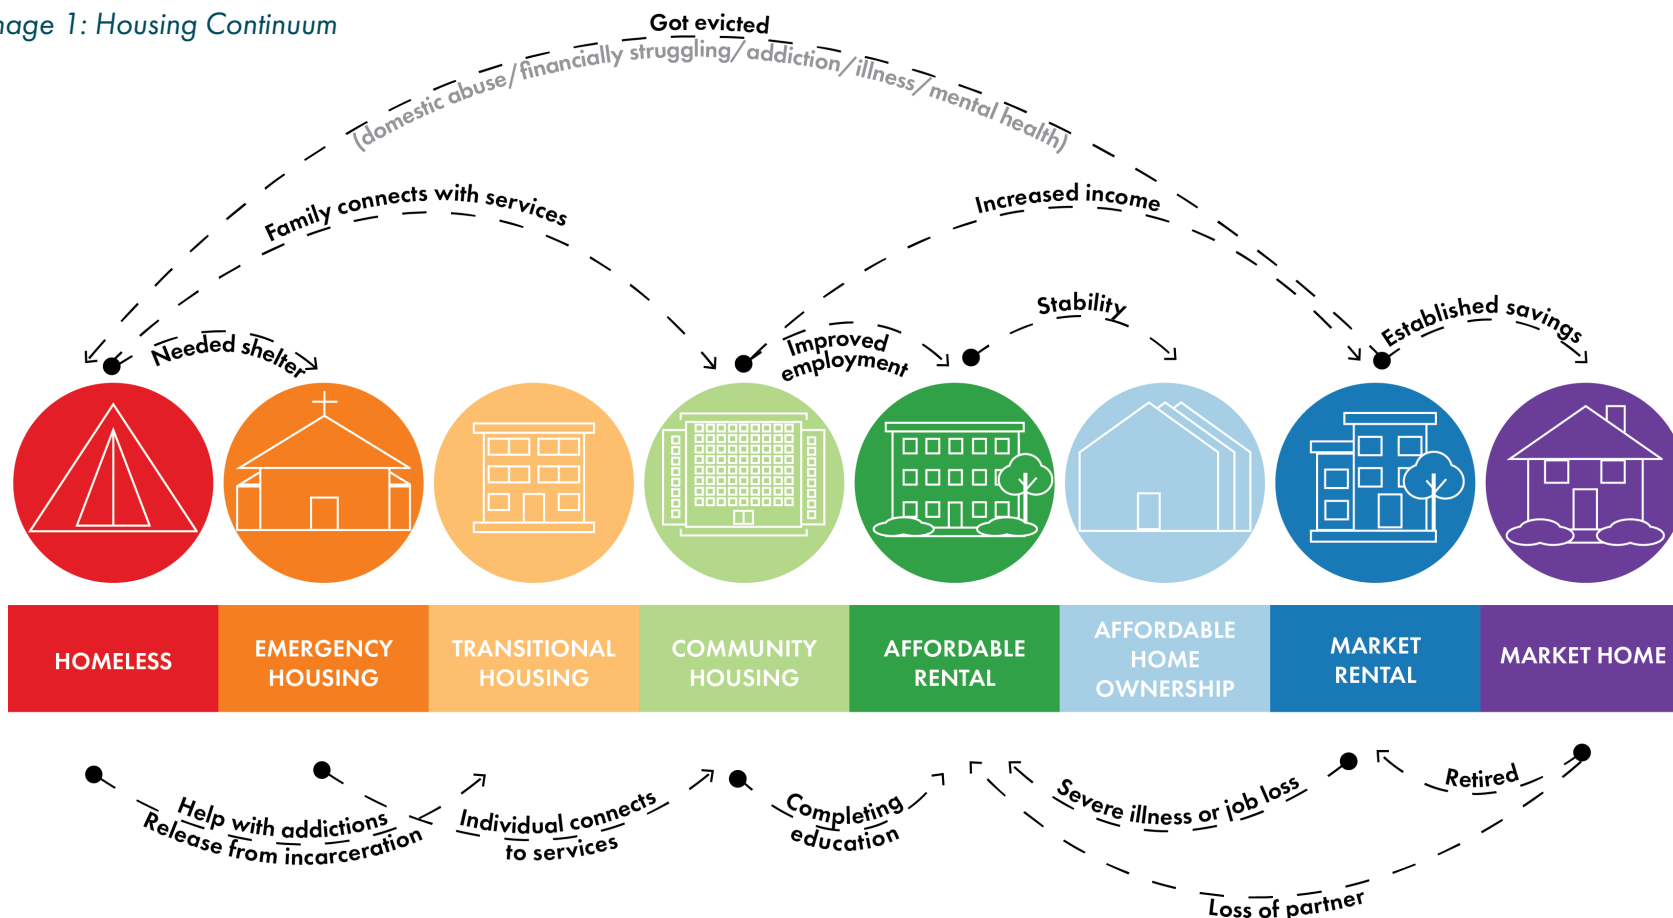 nage 1: Housing Continuum
Got evicted
(domestic abuse/financially struggling/addiction/illness/mental health)
Family connects with services
Increased income
Needed shelter
Improved
employment
Stability
Established savings
HOMELESS
EMERGENCY
HOUSING
TRANSITIONAL
HOUSING
COMMUNITY
HOUSING
AFFORDABLE
RENTAL
AFFORDABLE
HOME
OWNERSHIP
MARKET
RENTAL
MARKET HOME
Help with addictions
Release from incarceration
Individual connects
to services
Completing
education
Severe illness or job loss
Retired
Loss of partner